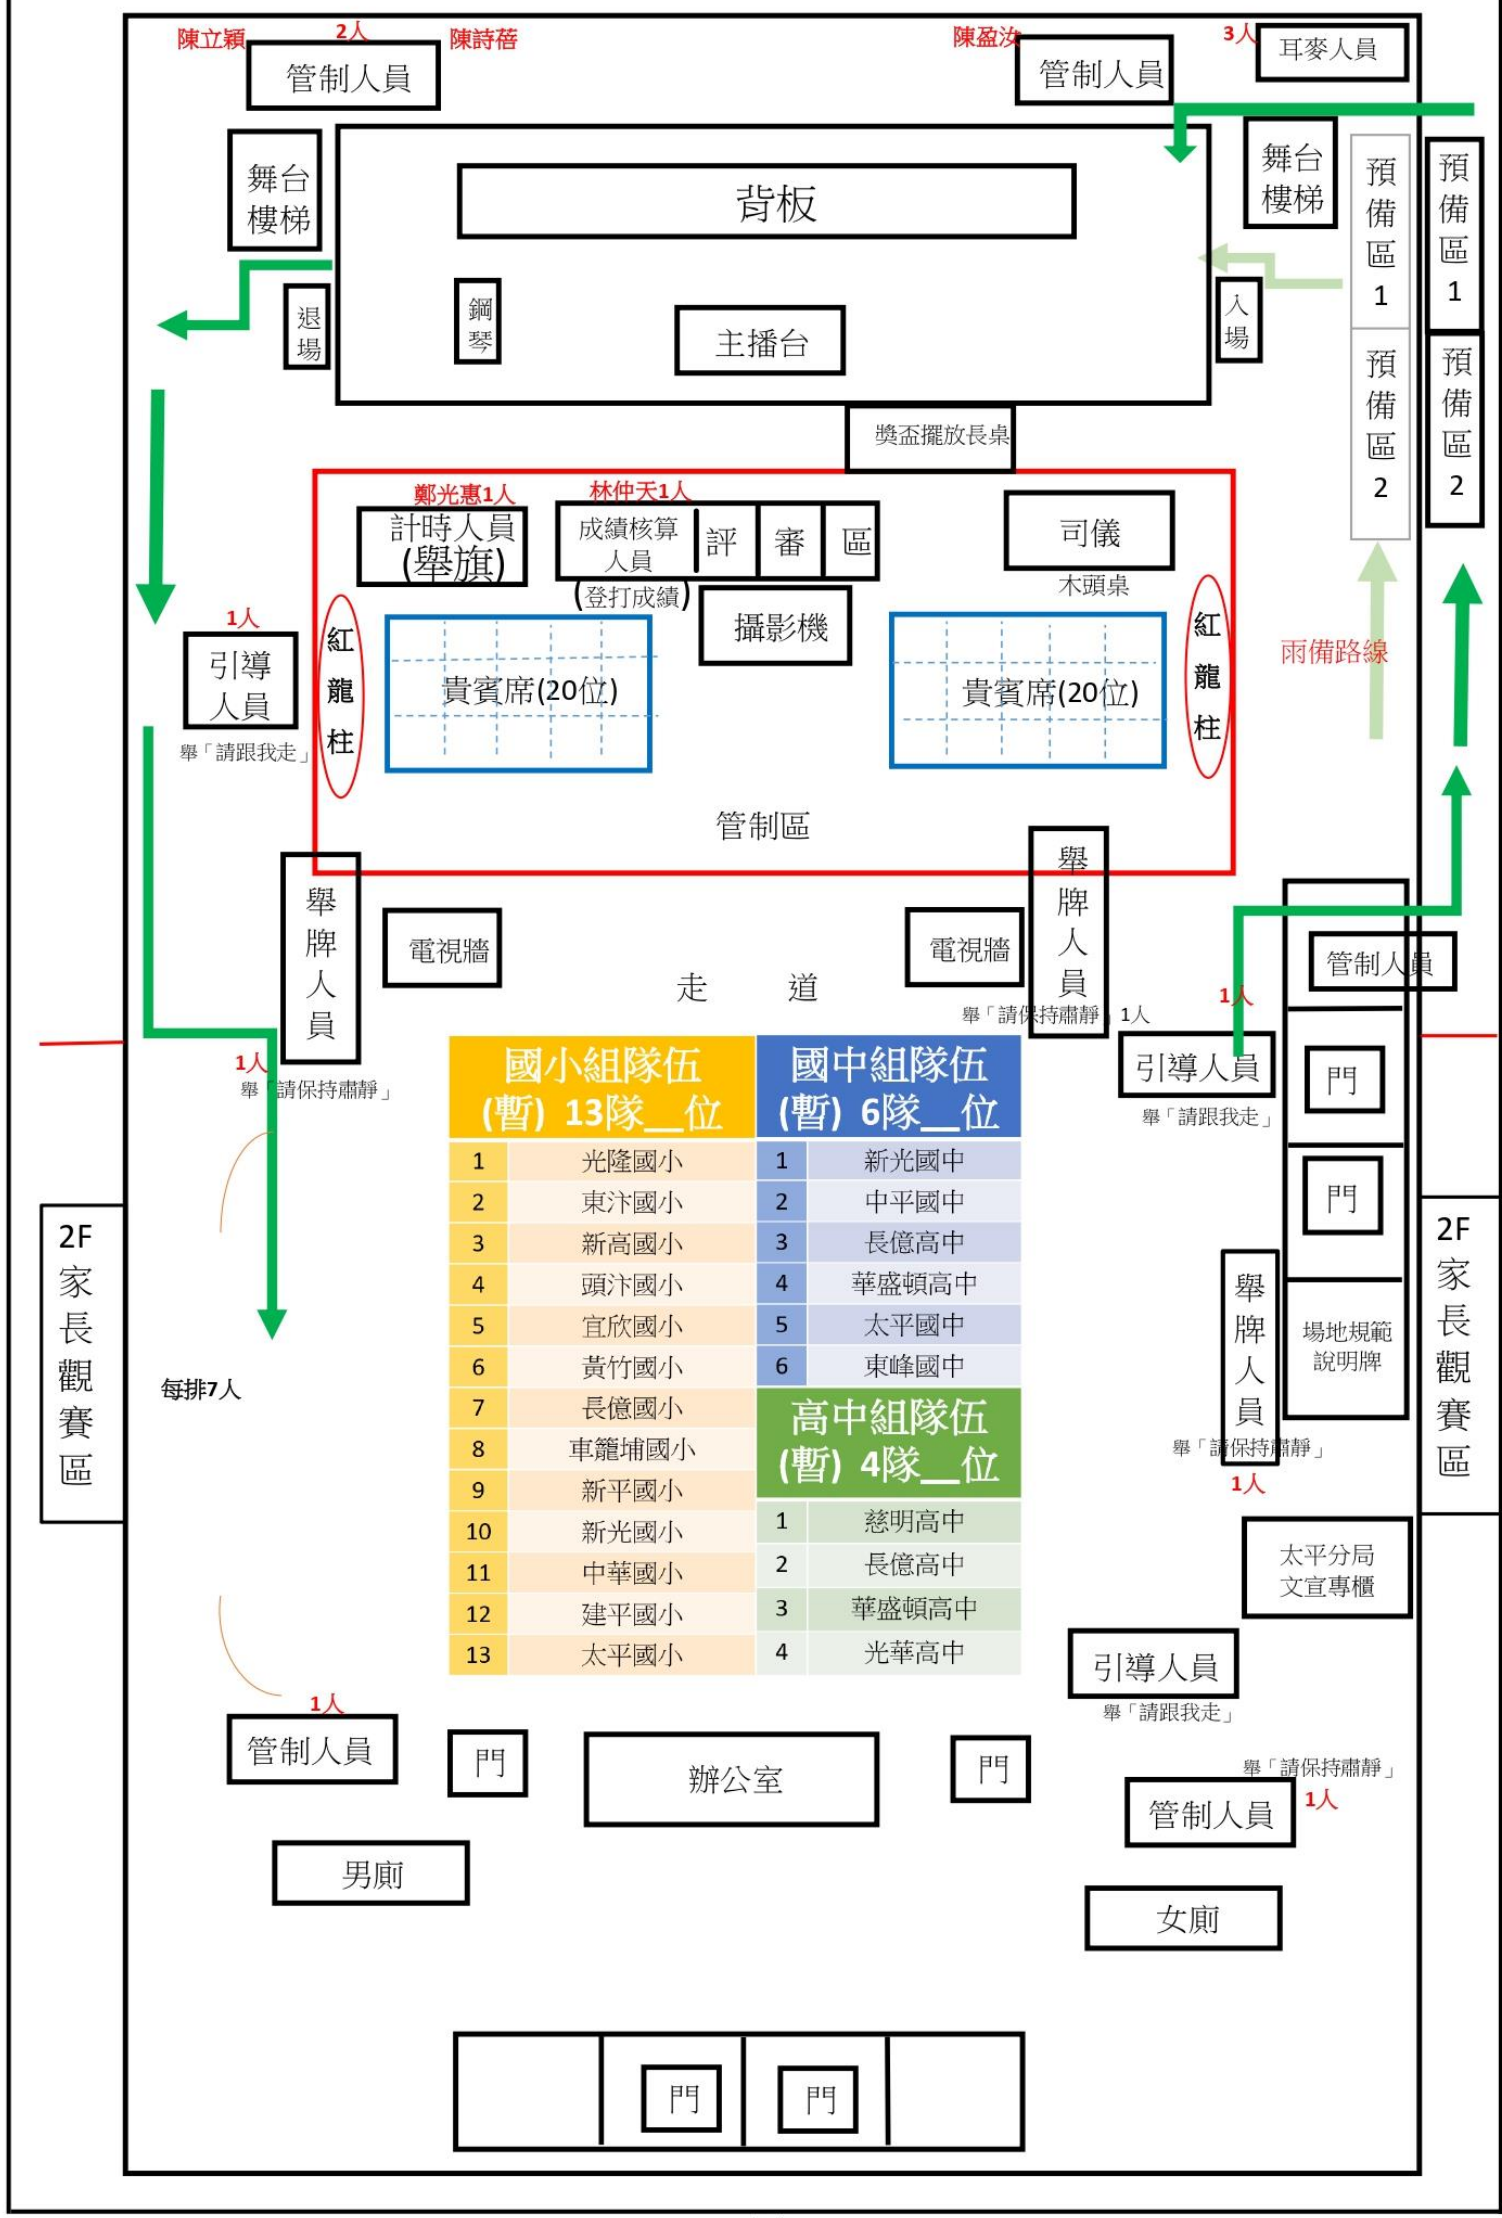 陳立穎
2人
陳詩蓓
陳盈汝
3人
管制人員
管制人員
耳麥人員
舞台
樓梯
背板
舞台
樓梯
預備區1
預備區1
退場
鋼琴
主播台
入場
預備區2
預備區2
獎盃擺放長桌
鄭光惠1人
林仲天1人
計時人員
(舉旗)
成績核算
人員
評
審
區
司儀
(登打成績)
木頭桌
攝影機
1人
引導
人員
舉「請跟我走」
紅龍柱
貴賓席(20位)
貴賓席(20位)
紅龍柱
雨備路線
管制區
舉牌人員
電視牆
電視牆
舉牌人員
走 道
管制人員
1人
舉「請保持肅靜」1人
1人
舉「請保持肅靜」
引導人員
舉「請跟我走」
門
門
國小組隊伍
(暫) 13隊__位
1 光隆國小
2 東汴國小
3 新高國小
4 頭汴國小
5 宜欣國小
6 黃竹國小
7 長億國小
8 車籠埔國小
9 新平國小
10 新光國小
11 中華國小
12 建平國小
13 太平國小
國中組隊伍
(暫) 6隊__位
1 新光國中
2 中平國中
3 長億高中
4 華盛頓高中
5 太平國中
6 東峰國中
高中組隊伍
(暫) 4隊__位
1 慈明高中
2 長億高中
3 華盛頓高中
4 光華高中
2F家長觀賽區
每排7人
舉牌人員
場地規範
說明牌
2F家長觀賽區
舉「請保持肅靜」
1人
太平分局
文宣專櫃
引導人員
舉「請跟我走」
1人
管制人員
門
辦公室
門
舉「請保持肅靜」
管制人員
1人
男廁
女廁
門
門